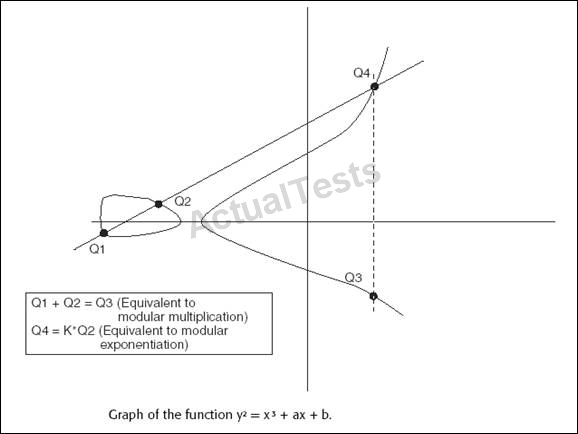 Q4
ActualTests
Q2
Q1
Q3
Q1 + Q2 = Q3 (Equivalent to
modular multiplication)
Q4 = K*Q2 (Equivalent to modular
exponentiation)
Graph of the function y² = x³ + ax + b.